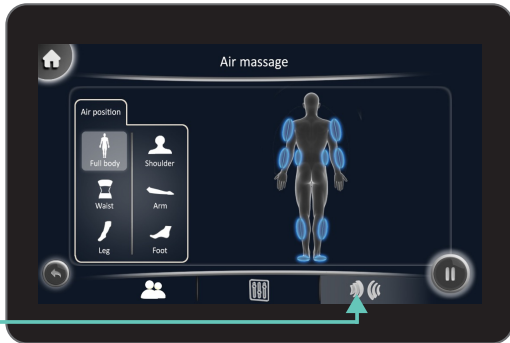 Air massage
Air position
Full body
Shoulder
Waist
Arm
Leg
Foot